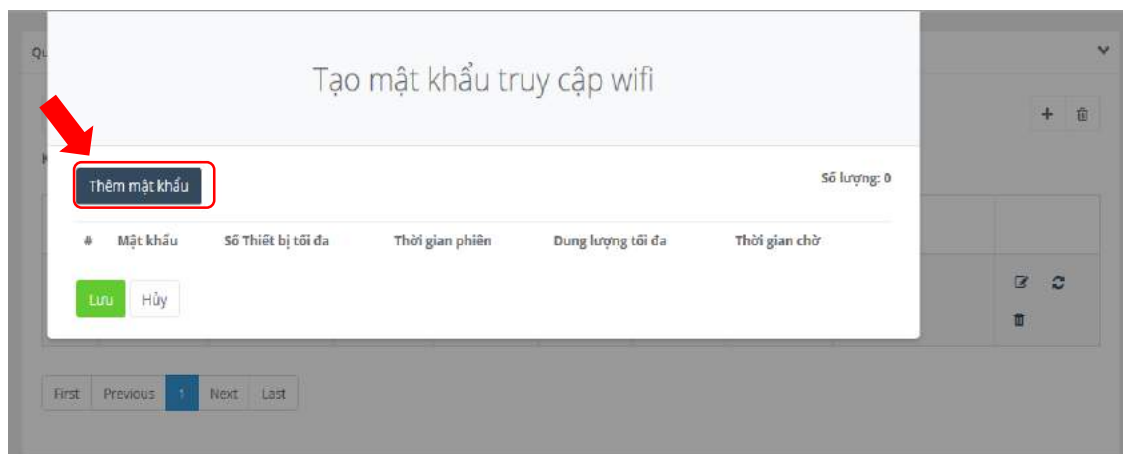 Tạo mật khẩu truy cập wifi
Thêm mật khẩu
Số lượng: 0
# Mật khẩu Số Thiết bị tối đa Thời gian phiên Dung lượng tối đa Thời gian chờ
Lưu Hủy
First Previous 1 Next Last